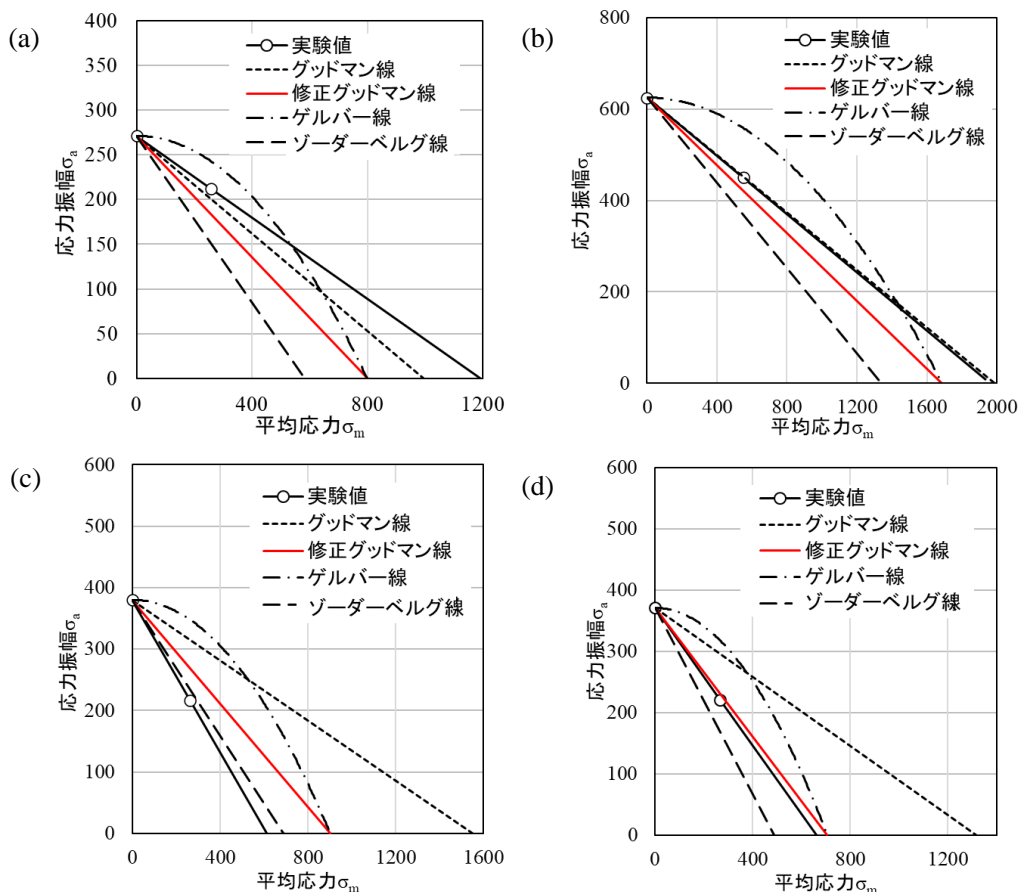 (a)
400
350
300
250
200
150
100
50
0
応力振幅σa
実験値
グッドマン線
修正グッドマン線
ゲルバー線
ゾーダーベルグ線
0 400 800 1200
平均応力σm
(b)
800
600
400
200
0
応力振幅σa
実験値
グッドマン線
修正グッドマン線
ゲルバー線
ゾーダーベルグ線
0 400 800 1200 1600 2000
平均応力σm
(c)
600
500
400
300
200
100
0
応力振幅σa
実験値
グッドマン線
修正グッドマン線
ゲルバー線
ゾーダーベルグ線
0 400 800 1200 1600
平均応力σm
(d)
600
500
400
300
200
100
0
応力振幅σa
実験値
グッドマン線
修正グッドマン線
ゲルバー線
ゾーダーベルグ線
0 400 800 1200
平均応力σm